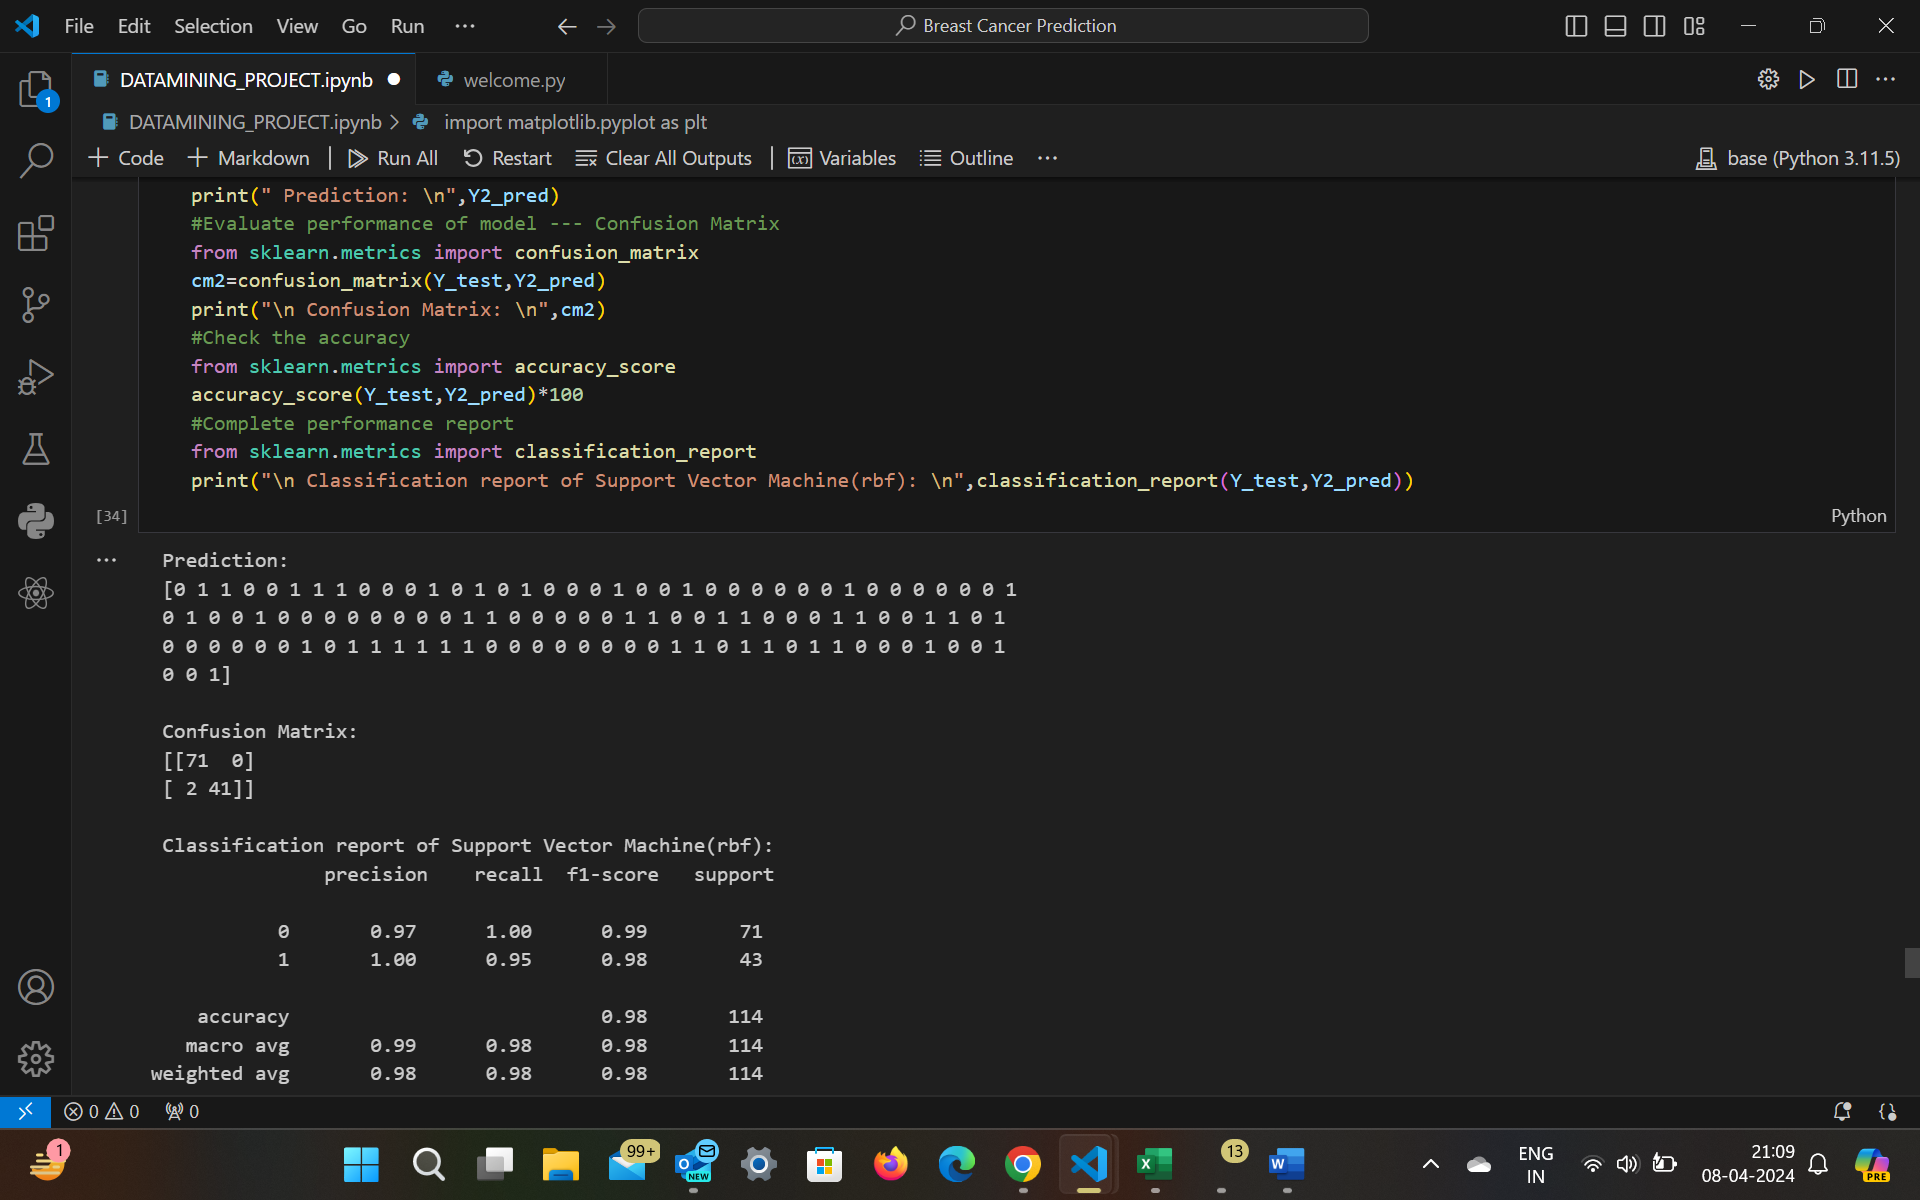 File Edit Selection View Go Run ···
Breast Cancer Prediction
DATAMINING_PROJECT.ipynb
welcome.py
1
DATAMINING_PROJECT.ipynb > import matplotlib.pyplot as plt
+ Code + Markdown | Run All Restart Clear All Outputs | (x) Variables Outline ···
base (Python 3.11.5)
print(" Prediction: \n",Y2_pred)
#Evaluate performance of model --- Confusion Matrix
from sklearn.metrics import confusion_matrix
cm2=confusion_matrix(Y_test,Y2_pred)
print("\n Confusion Matrix: \n",cm2)
#Check the accuracy
from sklearn.metrics import accuracy_score
accuracy_score(Y_test,Y2_pred)*100
#Complete performance report
from sklearn.metrics import classification_report
print("\n Classification report of Support Vector Machine(rbf): \n",classification_report(Y_test,Y2_pred))
[34]
Python
Prediction:
[0 1 1 0 0 1 1 1 0 0 0 1 0 1 0 1 0 0 0 1 0 0 1 0 0 0 0 0 0 1 0 0 0 0 0 0 1
0 1 0 0 1 0 0 0 0 0 0 0 0 1 1 0 0 0 0 0 1 1 0 0 1 1 0 0 0 1 1 0 0 1 1 0 1
0 0 0 0 0 0 1 0 1 1 1 1 1 1 0 0 0 0 0 0 0 0 1 1 0 1 1 0 1 1 0 0 0 1 0 0 1
0 0 1]
Confusion Matrix:
[[71 0]
[ 2 41]]
Classification report of Support Vector Machine(rbf):
precision recall f1-score support
0 0.97 1.00 0.99 71
1 1.00 0.95 0.98 43
accuracy 0.98 114
macro avg 0.99 0.98 0.98 114
weighted avg 0.98 0.98 0.98 114
0 0 0
1
99+
NEW
13
ENG
IN
21:09
08-04-2024
PRE